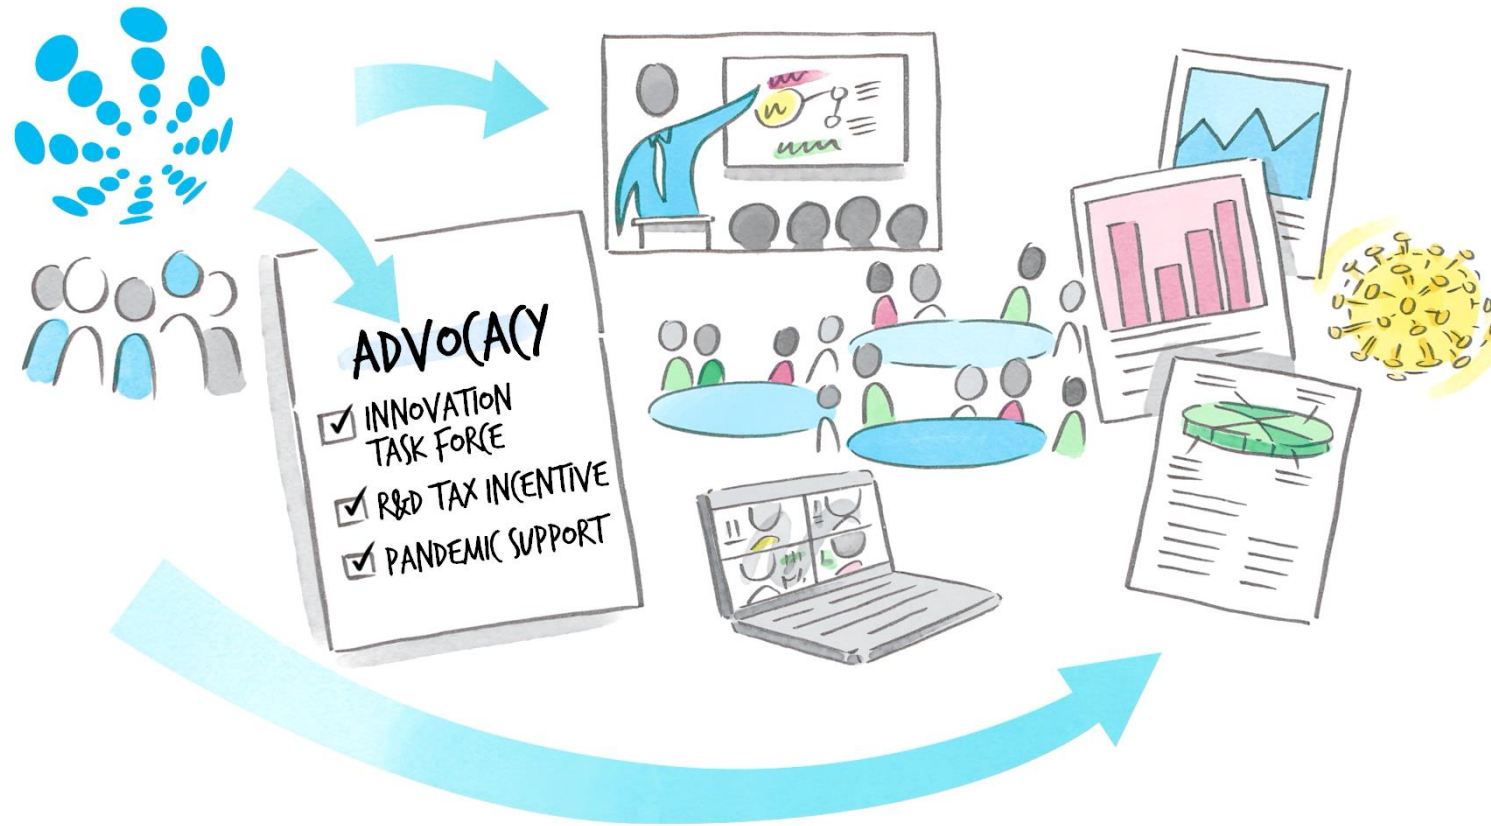 ADVOCACY
INNOVATION
TASK FORCE
R&D TAX INCENTIVE
PANDEMIC SUPPORT